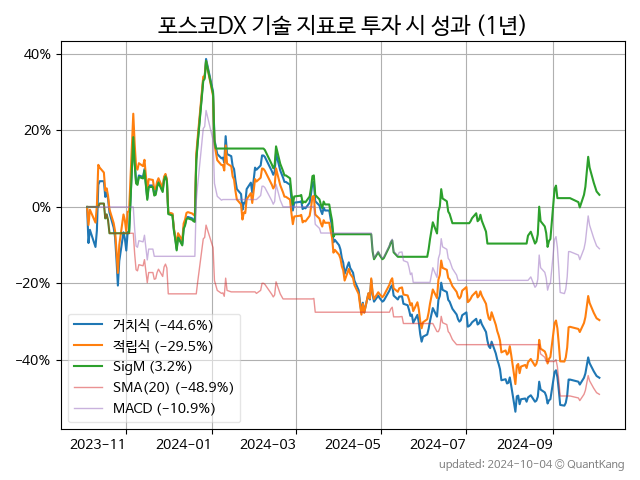 포스코DX 기술 지표로 투자 시 성과 (1년)
40%
20%
0%
−20%
−40%
거치식 (−44.6%)
적립식 (−29.5%)
SigM (3.2%)
SMA(20) (−48.9%)
MACD (−10.9%)
2023−11 2024−01 2024−03 2024−05 2024−07 2024−09
updated: 2024-10-04 © QuantKang